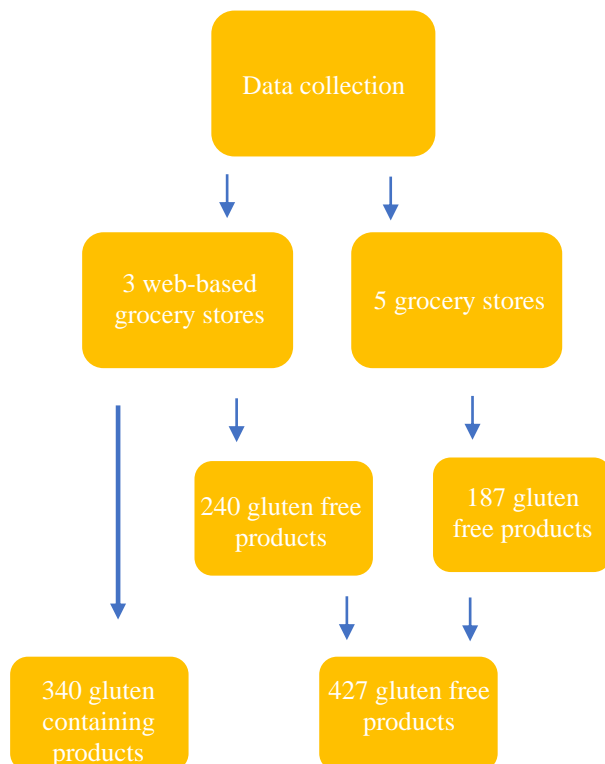 Data collection
3 web-based
grocery stores
5 grocery stores
240 gluten free
products
187 gluten
free products
340 gluten
containing
products
427 gluten free
products